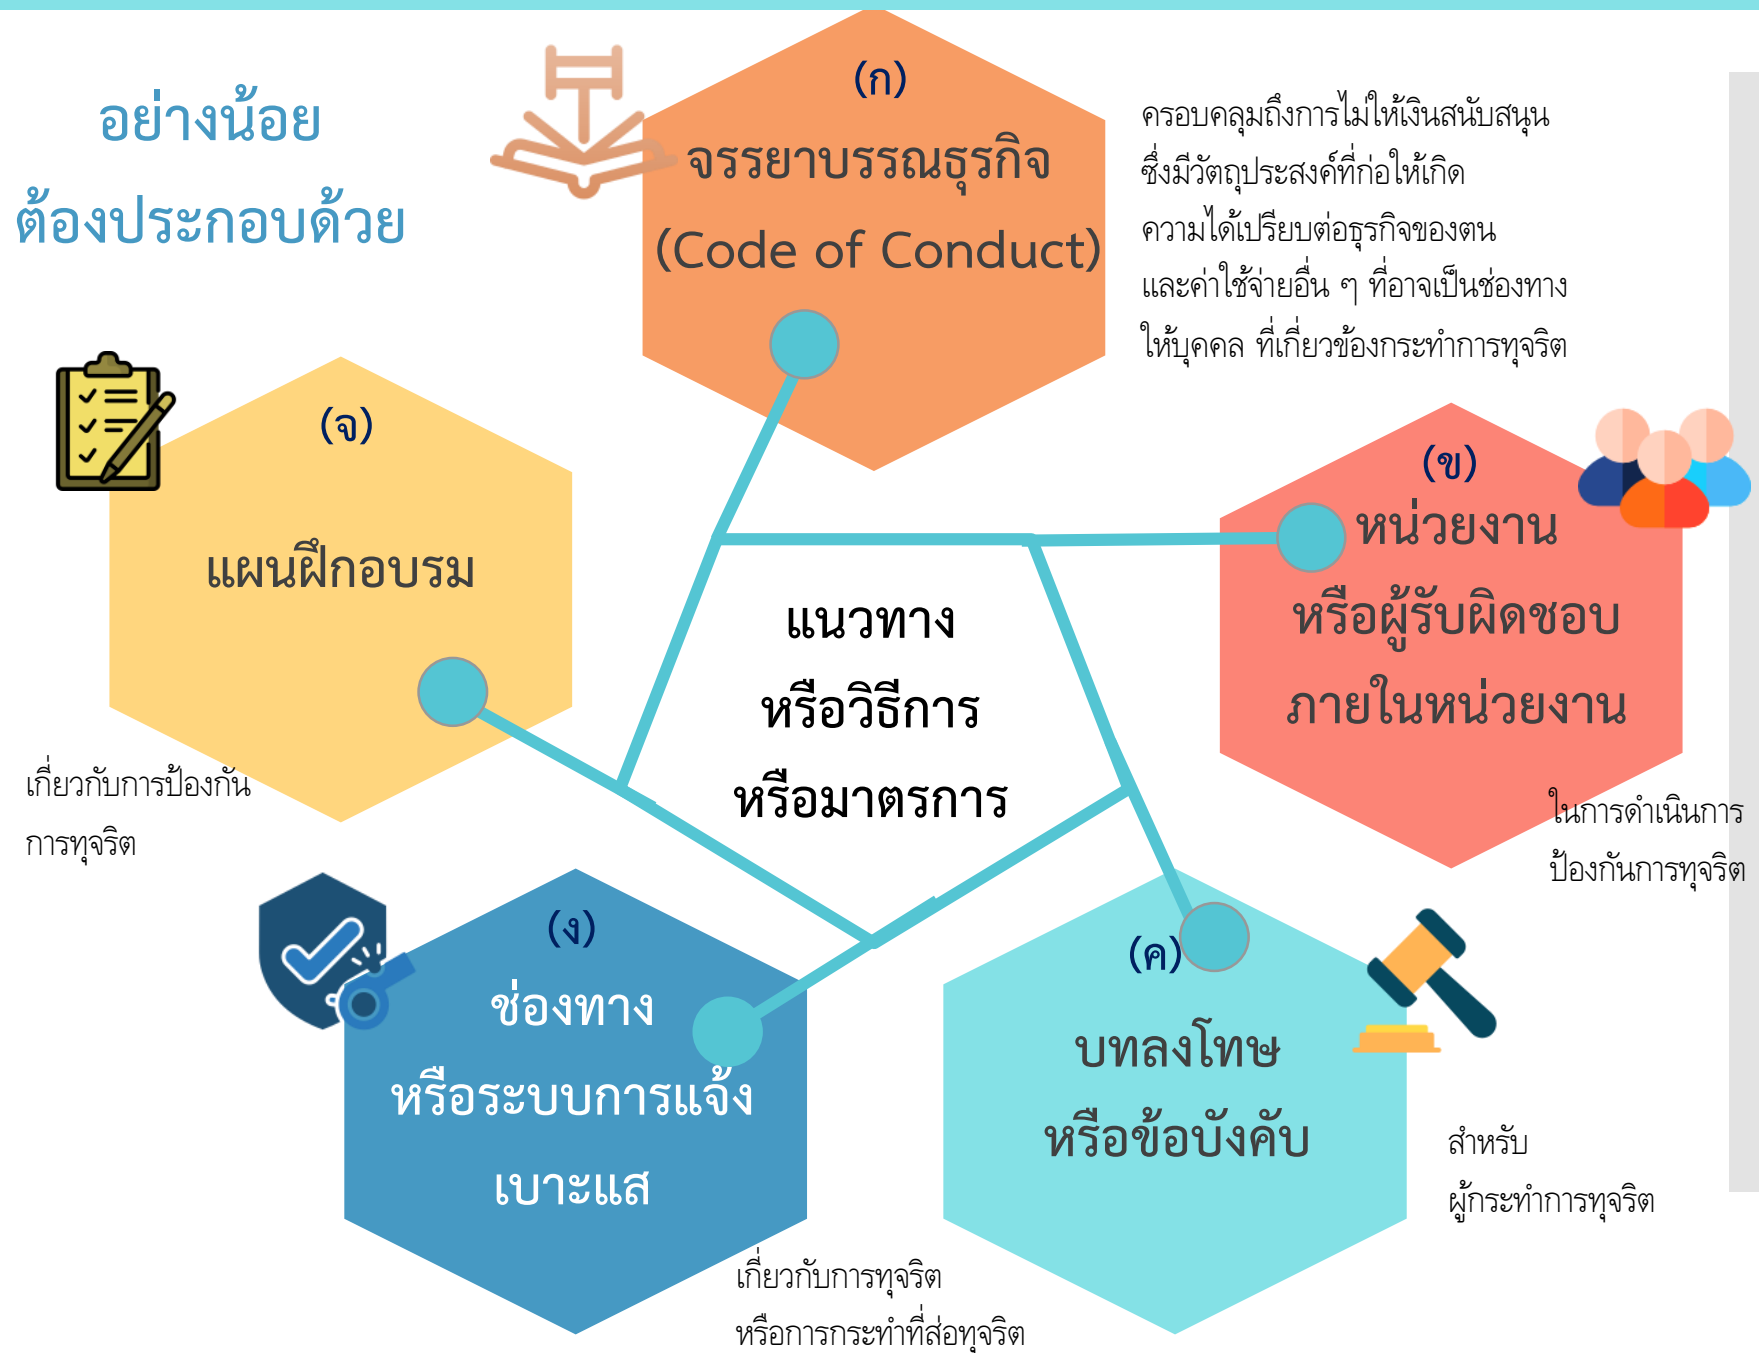 อย่างน้อย
ต้องประกอบด้วย
(ก)
จรรยาบรรณธุรกิจ
(Code of Conduct)
ครอบคลุมถึงการไม่ให้เงินสนับสนุน
ซึ่งมีวัตถุประสงค์ที่ก่อให้เกิด
ความได้เปรียบต่อธุรกิจของตน
และค่าใช้จ่ายอื่น ๆ ที่อาจเป็นช่องทาง
ให้บุคคล ที่เกี่ยวข้องกระทำการทุจริต
(ข)
หน่วยงาน
หรือผู้รับผิดชอบ
ภายในหน่วยงาน
ในการดำเนินการ
ป้องกันการทุจริต
(ค)
บทลงโทษ
หรือข้อบังคับ
สำหรับ
ผู้กระทำการทุจริต
(ง)
ช่องทาง
หรือระบบการแจ้ง
เบาะแส
เกี่ยวกับการทุจริต
หรือการกระทำที่ส่อทุจริต
(จ)
แผนฝึกอบรม
เกี่ยวกับการป้องกัน
การทุจริต
แนวทาง
หรือวิธีการ
หรือมาตรการ